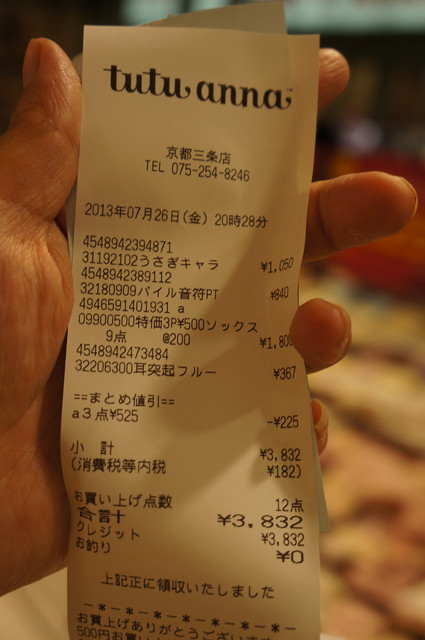 tutu anna
京都三条店
TEL 075-254-8246
2013年07月26日(金) 20時28分
4548942394871
31192102うさぎキャラ ¥1,050
4548942389112
32180909パイル音符PT ¥840
4946591401931 a
09900500特価3P¥500ソックス
9点 @200 ¥1,800
4548942473484
32206300耳突起フルー ¥367
==まとめ値引==
a3点¥525 -¥225
小 計 ¥3,832
(消費税等内税 ¥182)
お買い上げ点数 12点
合計 ¥3,832
クレジット ¥3,832
お釣り ¥0
上記正に領収いたしました
-*-*-*-*-*-*-*-*-
お買上げありがとうござい
500円お買い